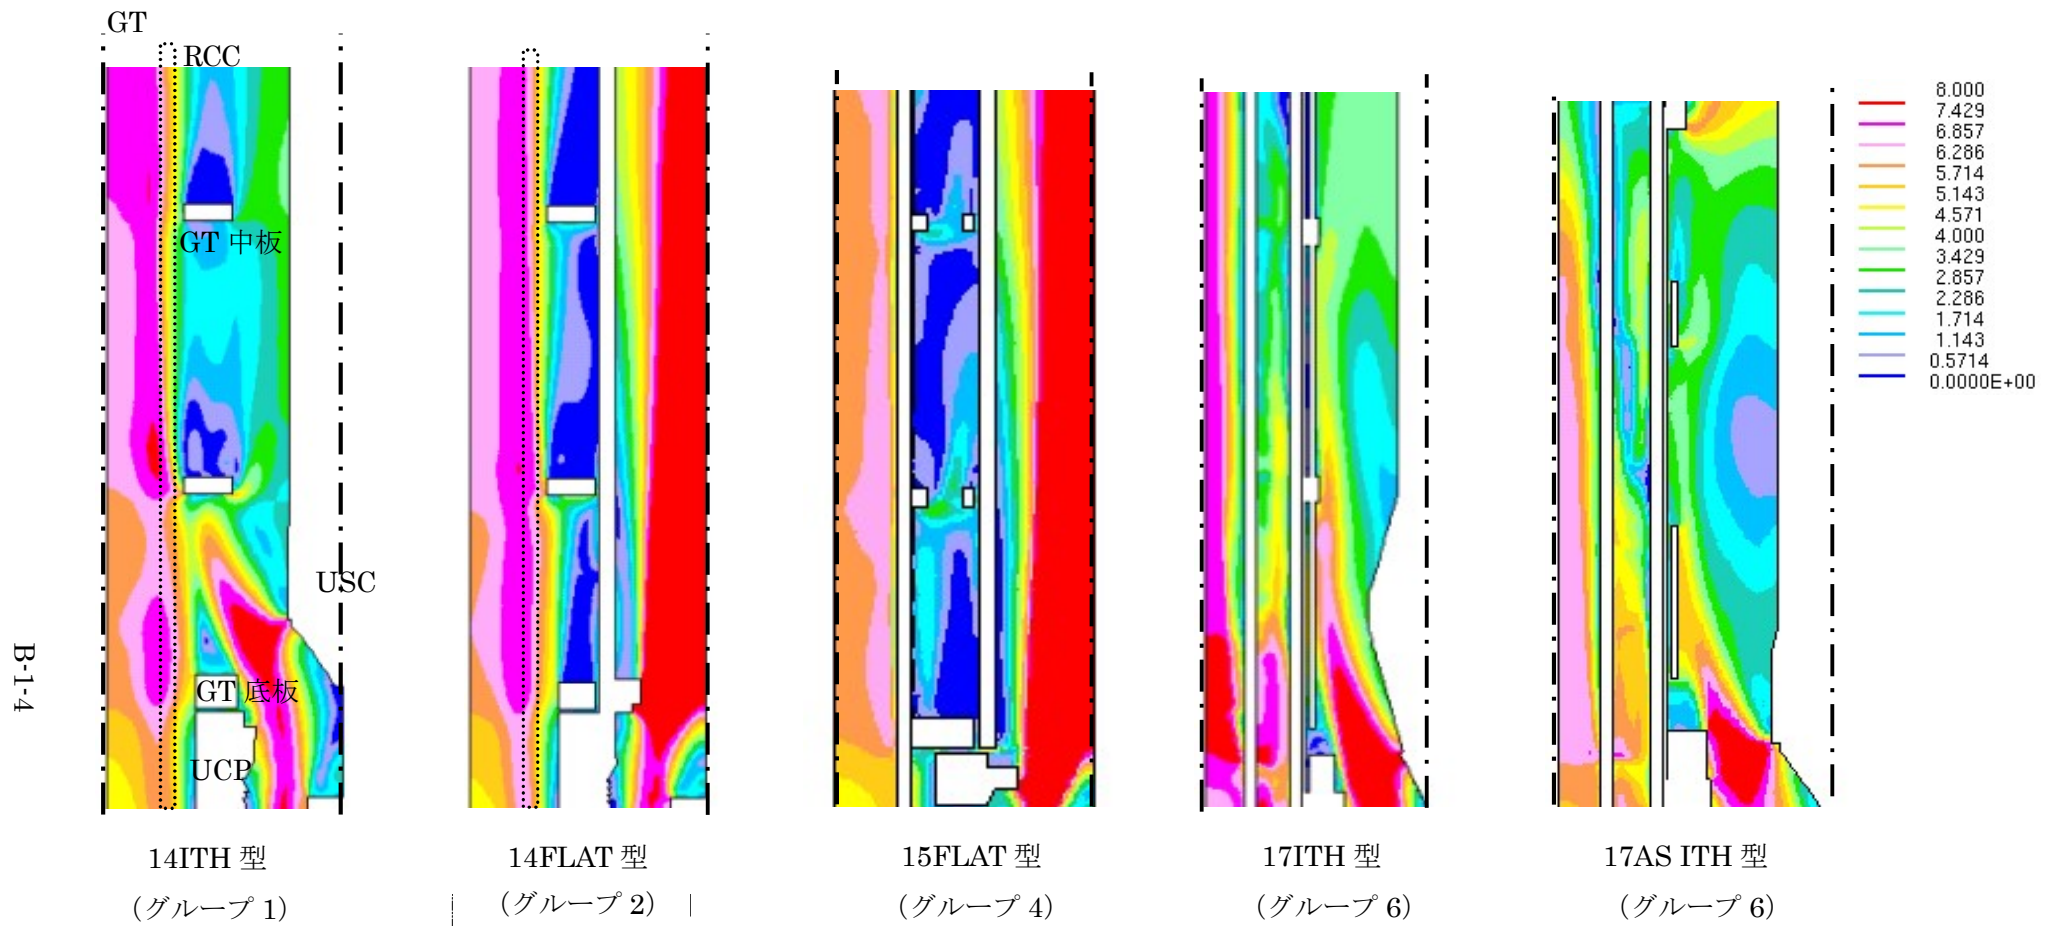 GT
RCC
GT 中板
USC
GT 底板
UCP
B-1-4
8.000
7.429
6.857
6.286
5.714
5.143
4.571
4.000
3.429
2.857
2.286
1.714
1.143
0.5714
0.0000E+00
14ITH 型
14FLAT 型
15FLAT 型
17ITH 型
17AS ITH 型
（グループ 1）
（グループ 2）
（グループ 4）
（グループ 6）
（グループ 6）